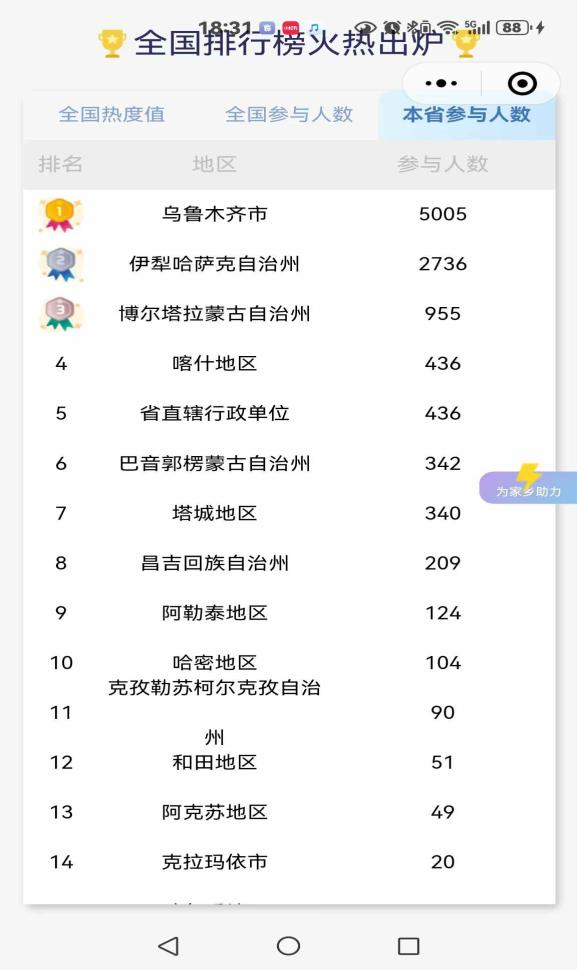 18:31
5G
88
全国排行榜火热出炉
全国热度值 全国参与人数 本省参与人数
排名 地区 参与人数
1 乌鲁木齐市 5005
2 伊犁哈萨克自治州 2736
3 博尔塔拉蒙古自治州 955
4 喀什地区 436
5 省直辖行政单位 436
6 巴音郭楞蒙古自治州 342
为家乡助力
7 塔城地区 340
8 昌吉回族自治州 209
9 阿勒泰地区 124
10 哈密地区 104
克孜勒苏柯尔克孜自治
11 90
州
12 和田地区 51
13 阿克苏地区 49
14 克拉玛依市 20